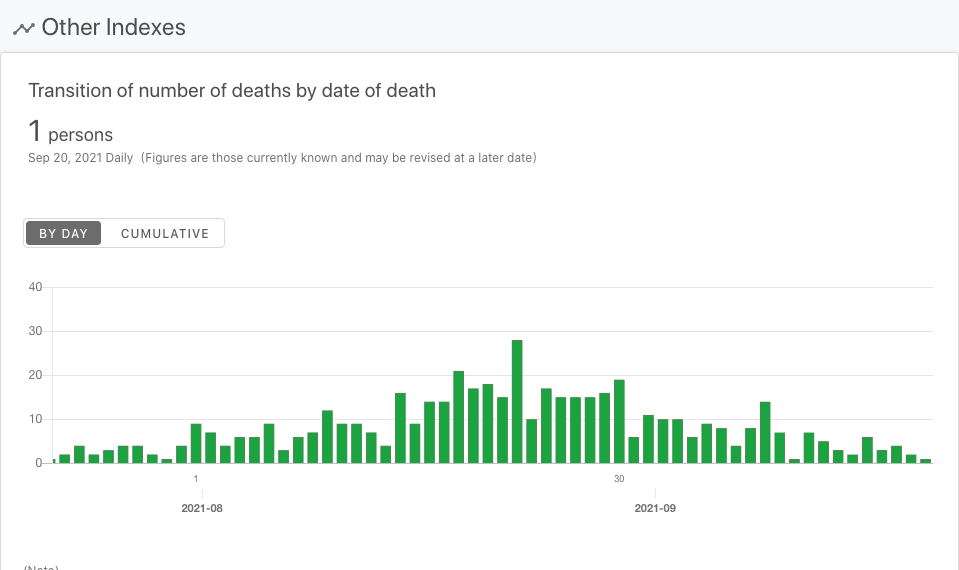 Other Indexes
Transition of number of deaths by date of death
1 persons
Sep 20, 2021 Daily (Figures are those currently known and may be revised at a later date)
BY DAY CUMULATIVE
40
30
20
10
0
1 30
2021-08 2021-09
(Note)